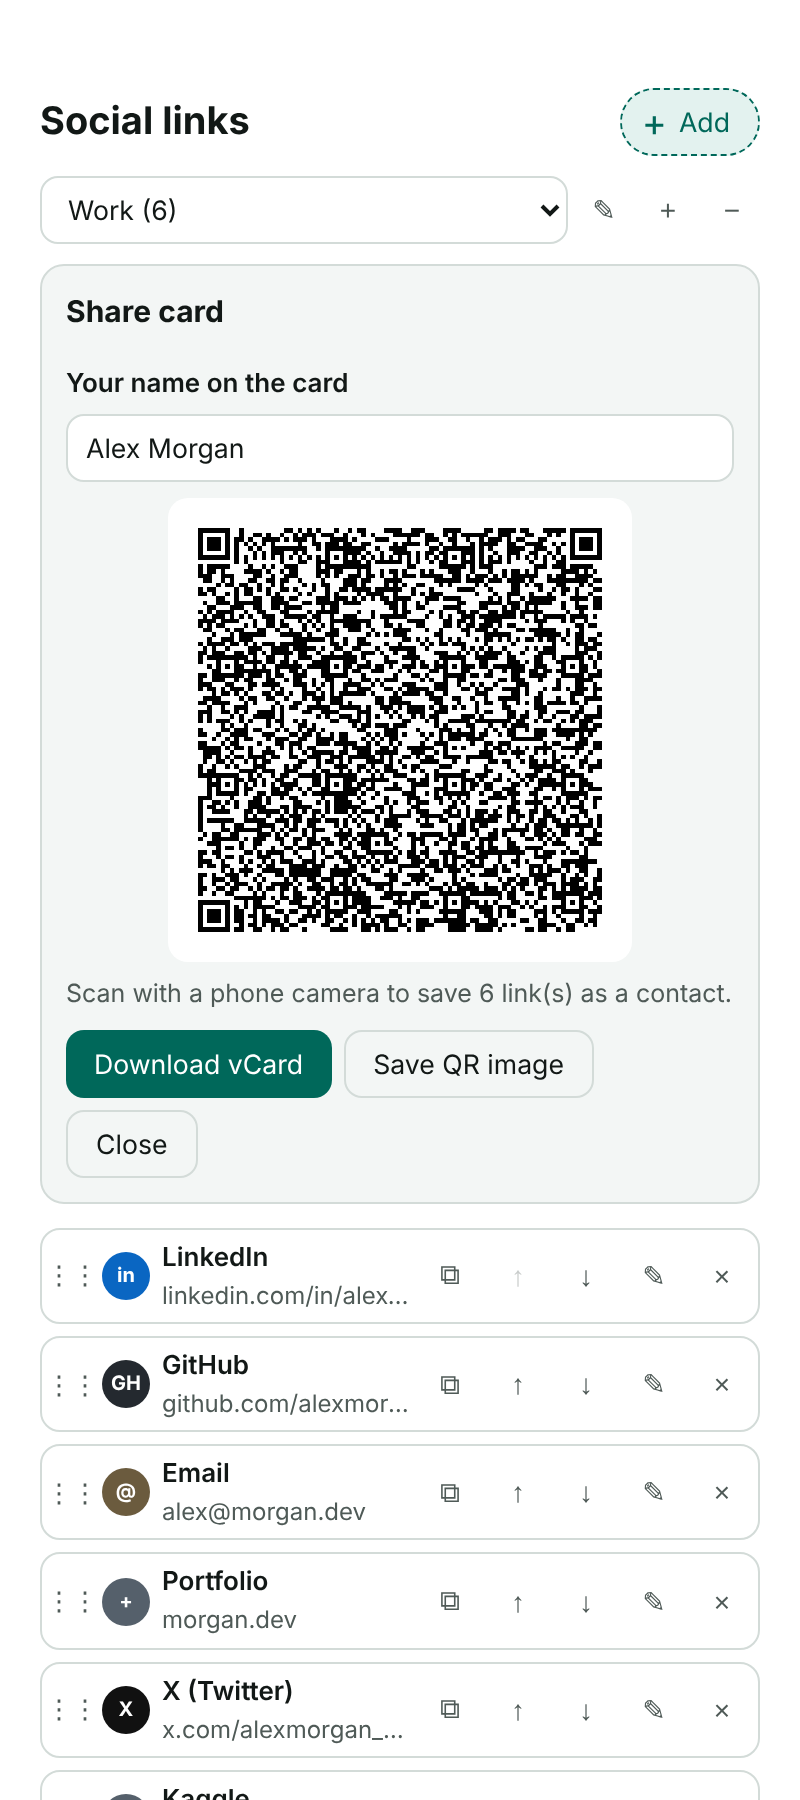 Social links
+ Add
Work (6)
✎ + −
Share card
Your name on the card
Alex Morgan
Scan with a phone camera to save 6 link(s) as a contact.
Download vCard
Save QR image
Close
in LinkedIn
linkedin.com/in/alex...
GH GitHub
github.com/alexmor...
@ Email
alex@morgan.dev
+ Portfolio
morgan.dev
X X (Twitter)
x.com/alexmorgan_...
Kaggle